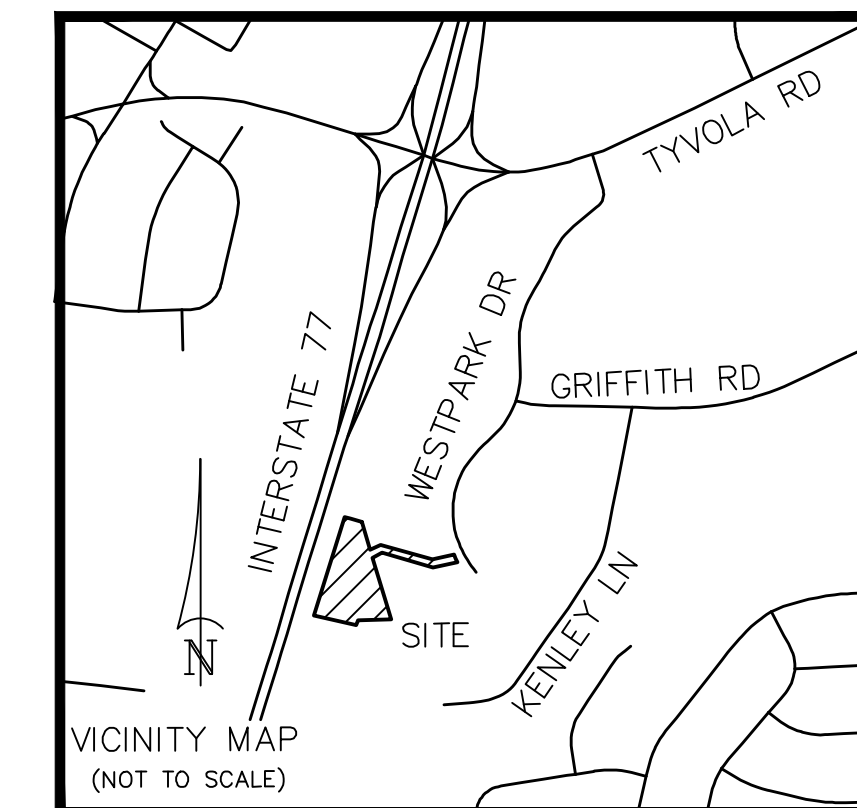 TYVOLA RD
WESTPARK DR
INTERSTATE 77
GRIFFITH RD
KENLEY LN
SITE
N
VICINITY MAP
(NOT TO SCALE)